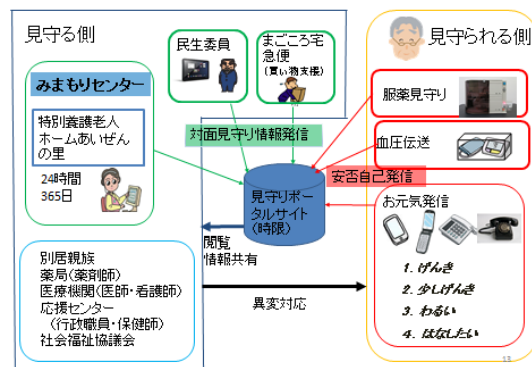 見守る側
みまもりセンター
特別養護老人
ホームあいぜん
の里
24時間
365日
民生委員
まごころ宅
急便
(買い物支援)
対面見守り情報発信
見守りポー
タルサイト
(時限)
閲覧
情報共有
安否自己発信
異変対応
別居親族
薬局(薬剤師)
医療機関(医師・看護師)
応援センター
(行政職員・保健師)
社会福祉協議会
見守られる側
服薬見守り
血圧伝送
お元気発信
1. げんき
2. 少しげんき
3. わるい
4. はなしたい
13